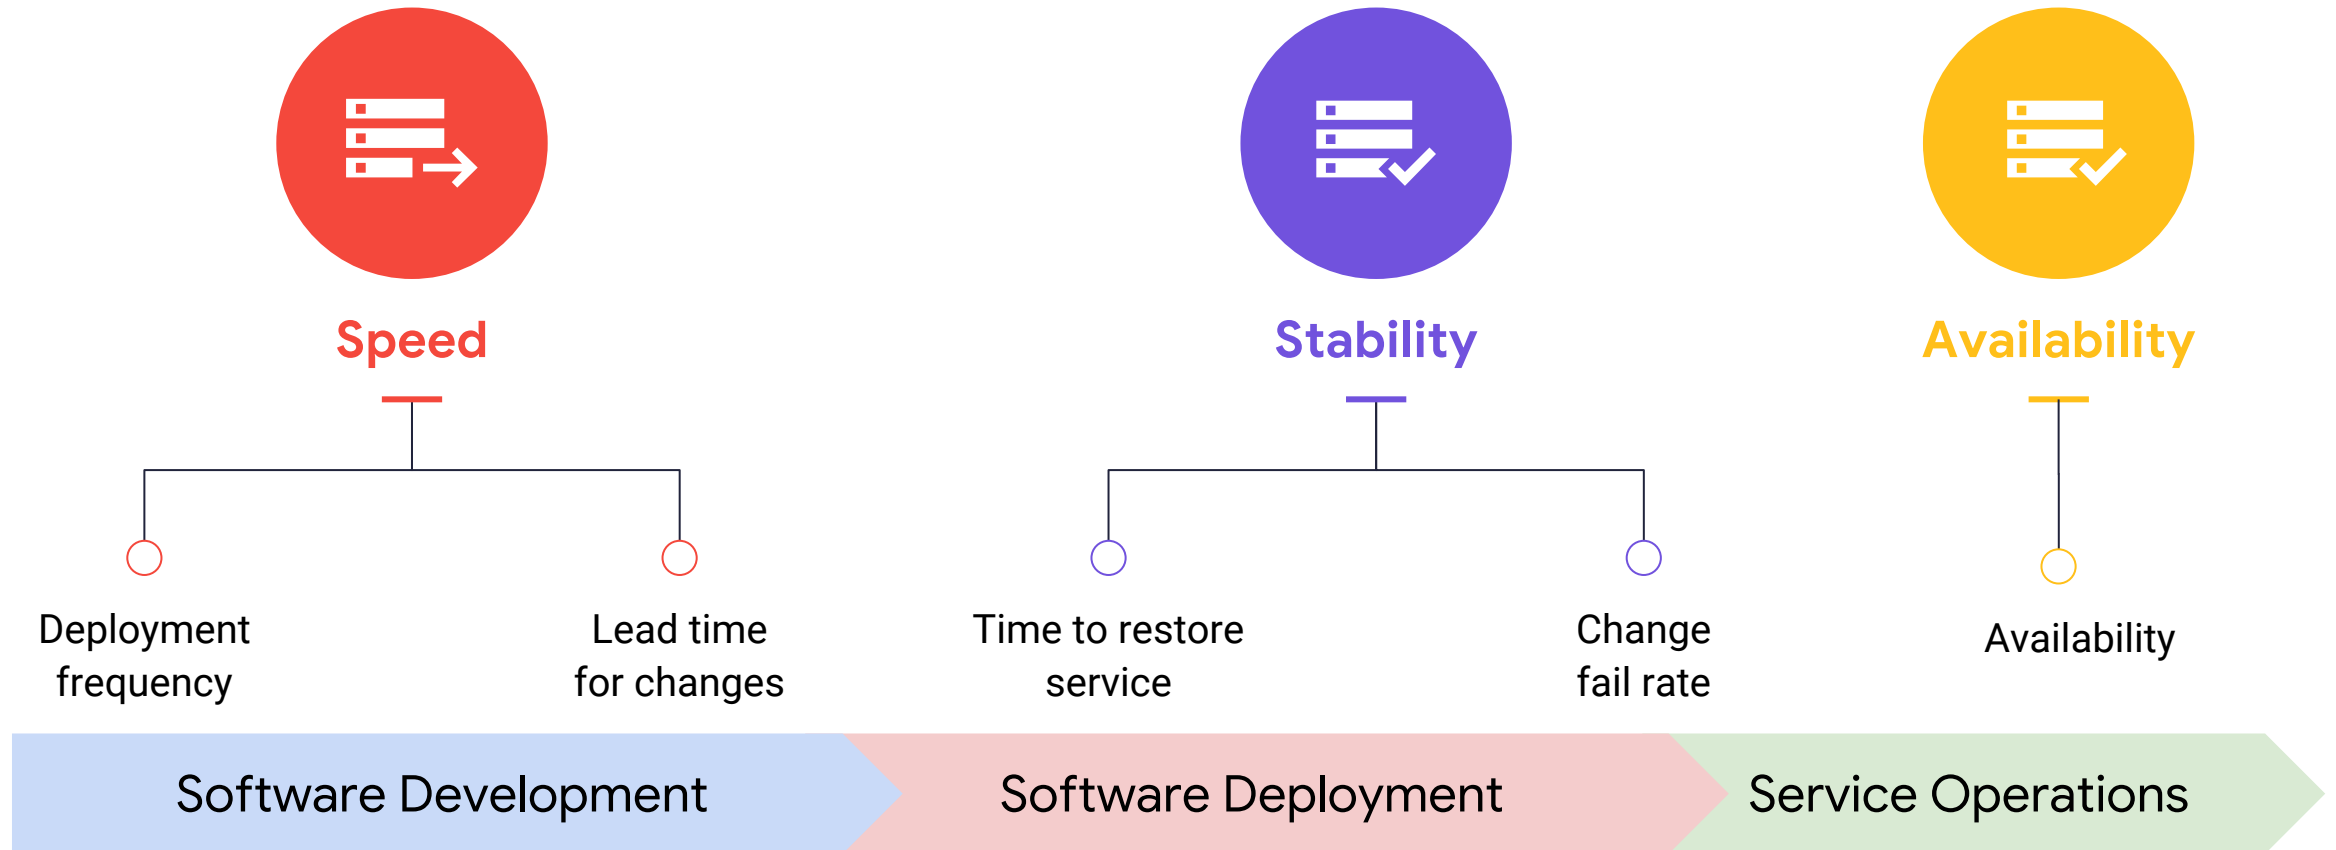 Speed
Stability
Availability
Deployment
frequency
Lead time
for changes
Time to restore
service
Change
fail rate
Availability
Software Development
Software Deployment
Service Operations